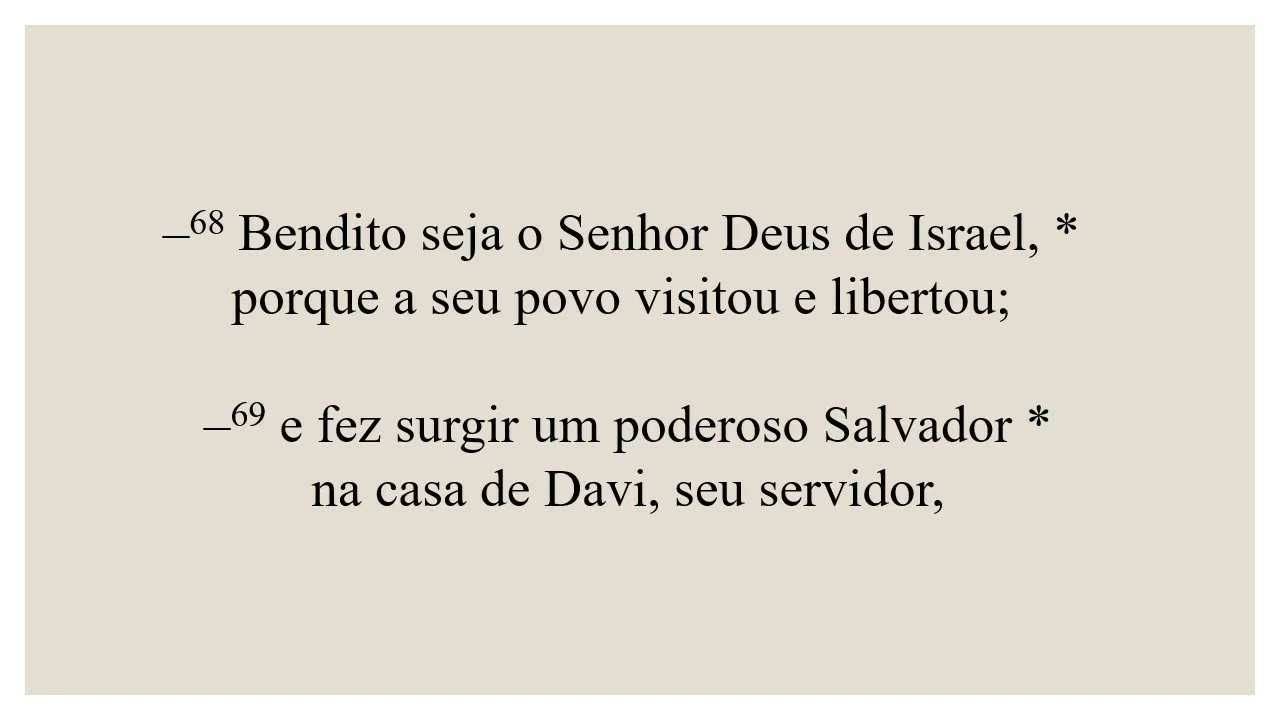 –⁶⁸ Bendito seja o Senhor Deus de Israel, *
porque a seu povo visitou e libertou;
–⁶⁹ e fez surgir um poderoso Salvador *
na casa de Davi, seu servidor,